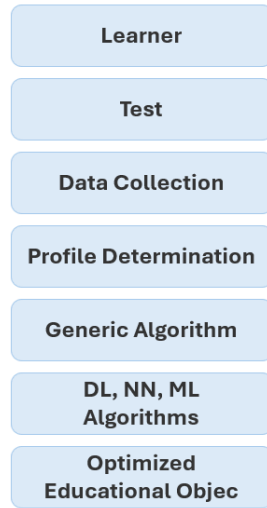 Learner
Test
Data Collection
Profile Determination
Generic Algorithm
DL, NN, ML
Algorithms
Optimized
Educational Objec